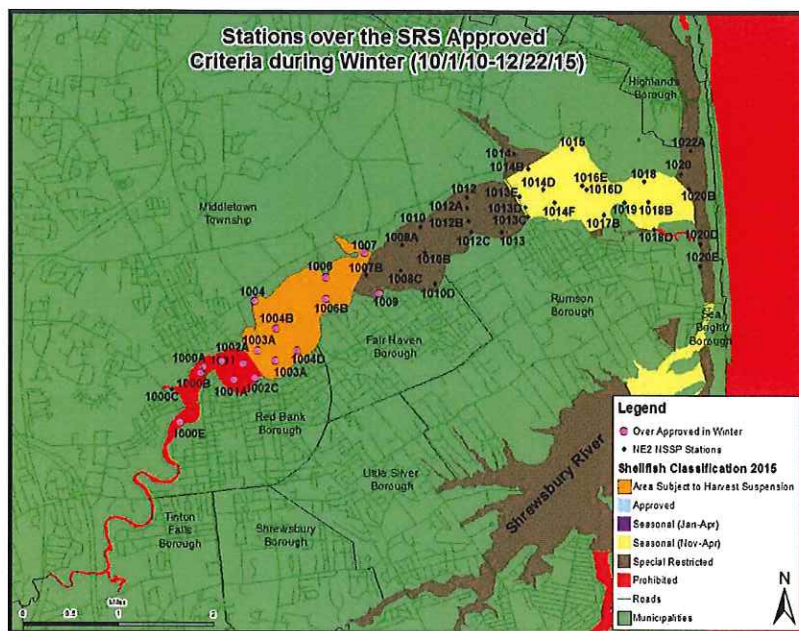 Stations over the SRS Approved
Criteria during Winter (10/1/10-12/22/15)
Highlands
Borough
1022A
1015
1014
1014B
1020
1018
1016E
1016D
1014D
1020B
1012
1013E
1012A
1013D
1014F
1019
1018B
Middletown
Township
1010
1012B
1013C
1017B
1018D
1020D
1007
1009A
1012C
1013
1020E
1006
1007B
1010B
1008C
1010D
1009
Rumson
Borough
1004
1006B
Sea
Bright
Borough
1004B
Fair Haven
Borough
1003A
1002A
1004D
1000A
1003A
1000B
1001A
1002C
1000C
1000E
Red Bank
Borough
Little Silver
Borough
Shrewsbury River
Tinton
Falls
Borough
Shrewsbury
Borough
Legend
Over Approved in Winter
NE2 NSSP Stations
Shellfish Classification 2015
Area Subject to Harvest Suspension
Approved
Seasonal (Jan-Apr)
Seasonal (Nov-Apr)
Special Restricted
Prohibited
Roads
Municipalities
N
Miles
0 0.5 1 2